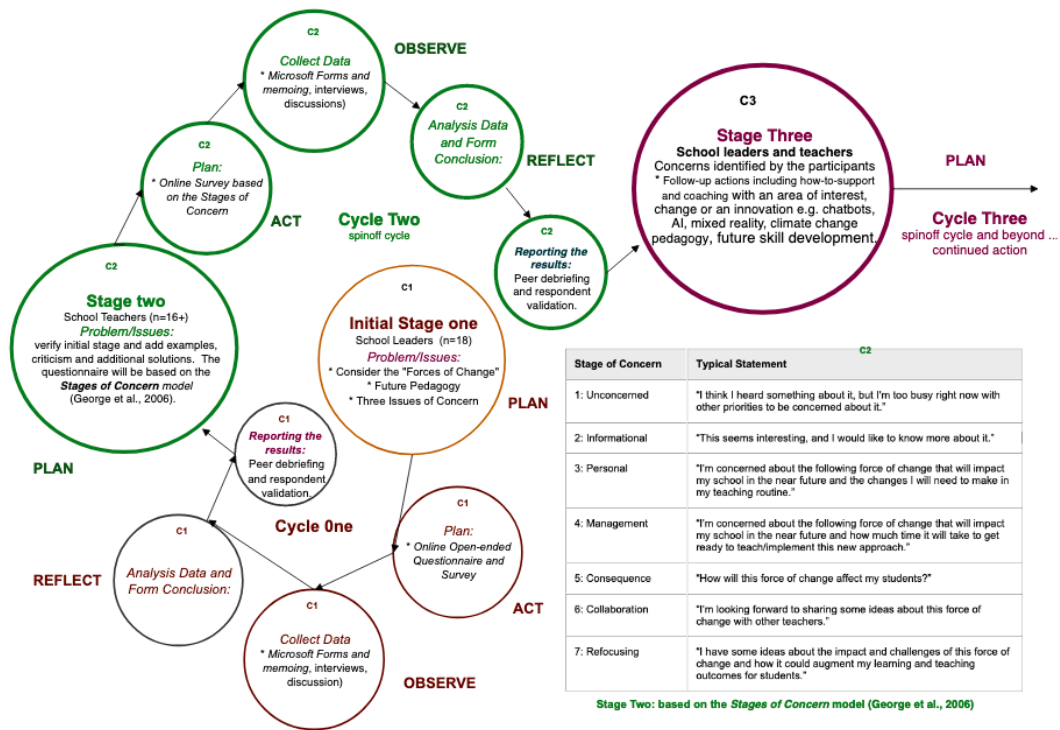 C2
Collect Data
* Microsoft Forms and
memoing, interviews,
discussions)
OBSERVE
C2
Analysis Data
and Form
Conclusion:
REFLECT
C2
Plan:
* Online Survey based
on the Stages of
Concern
ACT
Cycle Two
spinoff cycle
C2
Reporting the
results:
Peer debriefing
and respondent
validation.
C3
Stage Three
School leaders and teachers
Concerns identified by the participants
* Follow-up actions including how-to-support
and coaching with an area of interest,
change or an innovation e.g. chatbots,
AI, mixed reality, climate change
pedagogy, future skill development.
PLAN
Cycle Three
spinoff cycle and beyond ...
continued action
C2
Stage two
School Teachers (n=16+)
Problem/Issues:
verify initial stage and add examples,
criticism and additional solutions. The
questionnaire will be based on the
Stages of Concern model
(George et al., 2006).
PLAN
C1
Initial Stage one
School Leaders (n=18)
Problem/Issues:
* Consider the "Forces of Change"
* Future Pedagogy
* Three Issues of Concern
PLAN
C1
Reporting the
results:
Peer debriefing
and respondent
validation.
Cycle 0ne
C1
Plan:
* Online Open-ended
Questionnaire and
Survey
ACT
C1
Analysis Data and
Form Conclusion:
REFLECT
C1
Collect Data
* Microsoft Forms and
memoing, interviews,
discussion)
OBSERVE
C2
Stage of Concern Typical Statement
1: Unconcerned "I think I heard something about it, but I'm too busy right now with
other priorities to be concerned about it."
2: Informational "This seems interesting, and I would like to know more about it."
3: Personal "I'm concerned about the following force of change that will impact
my school in the near future and the changes I will need to make in
my teaching routine."
4: Management "I'm concerned about the following force of change that will impact
my school in the near future and how much time it will take to get
ready to teach/implement this new approach."
5: Consequence "How will this force of change affect my students?"
6: Collaboration "I'm looking forward to sharing some ideas about this force of
change with other teachers."
7: Refocusing "I have some ideas about the impact and challenges of this force of
change and how it could augment my learning and teaching
outcomes for students."
Stage Two: based on the Stages of Concern model (George et al., 2006)